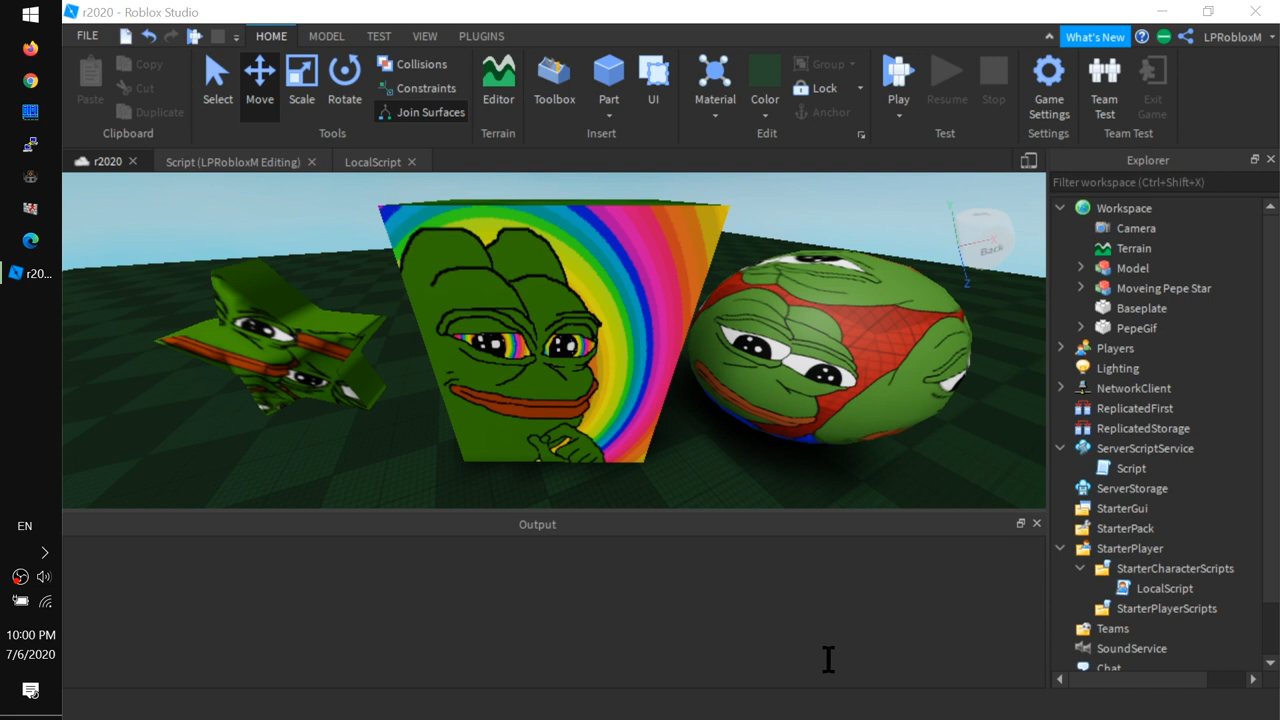 r2020 - Roblox Studio
FILE HOME MODEL TEST VIEW PLUGINS What's New LPRobloxM
Paste Copy Cut Duplicate
Clipboard
Select Move Scale Rotate Collisions Constraints Join Surfaces
Tools
Editor
Terrain
Toolbox Part UI
Insert
Material Color Group Lock Anchor
Edit
Play Resume Stop
Test
Game Settings
Settings
Team Test Exit Game
Team Test
r2020 Script (LPRobloxM Editing) LocalScript
Explorer
Filter workspace (Ctrl+Shift+X)
Workspace
Camera
Terrain
Model
Moveing Pepe Star
Baseplate
PepeGif
Players
Lighting
NetworkClient
ReplicatedFirst
ReplicatedStorage
ServerScriptService
Script
ServerStorage
StarterGui
StarterPack
StarterPlayer
StarterCharacterScripts
LocalScript
StarterPlayerScripts
Teams
SoundService
Chat
Y
X
Z
Back
Output
r20...
EN
10:00 PM
7/6/2020